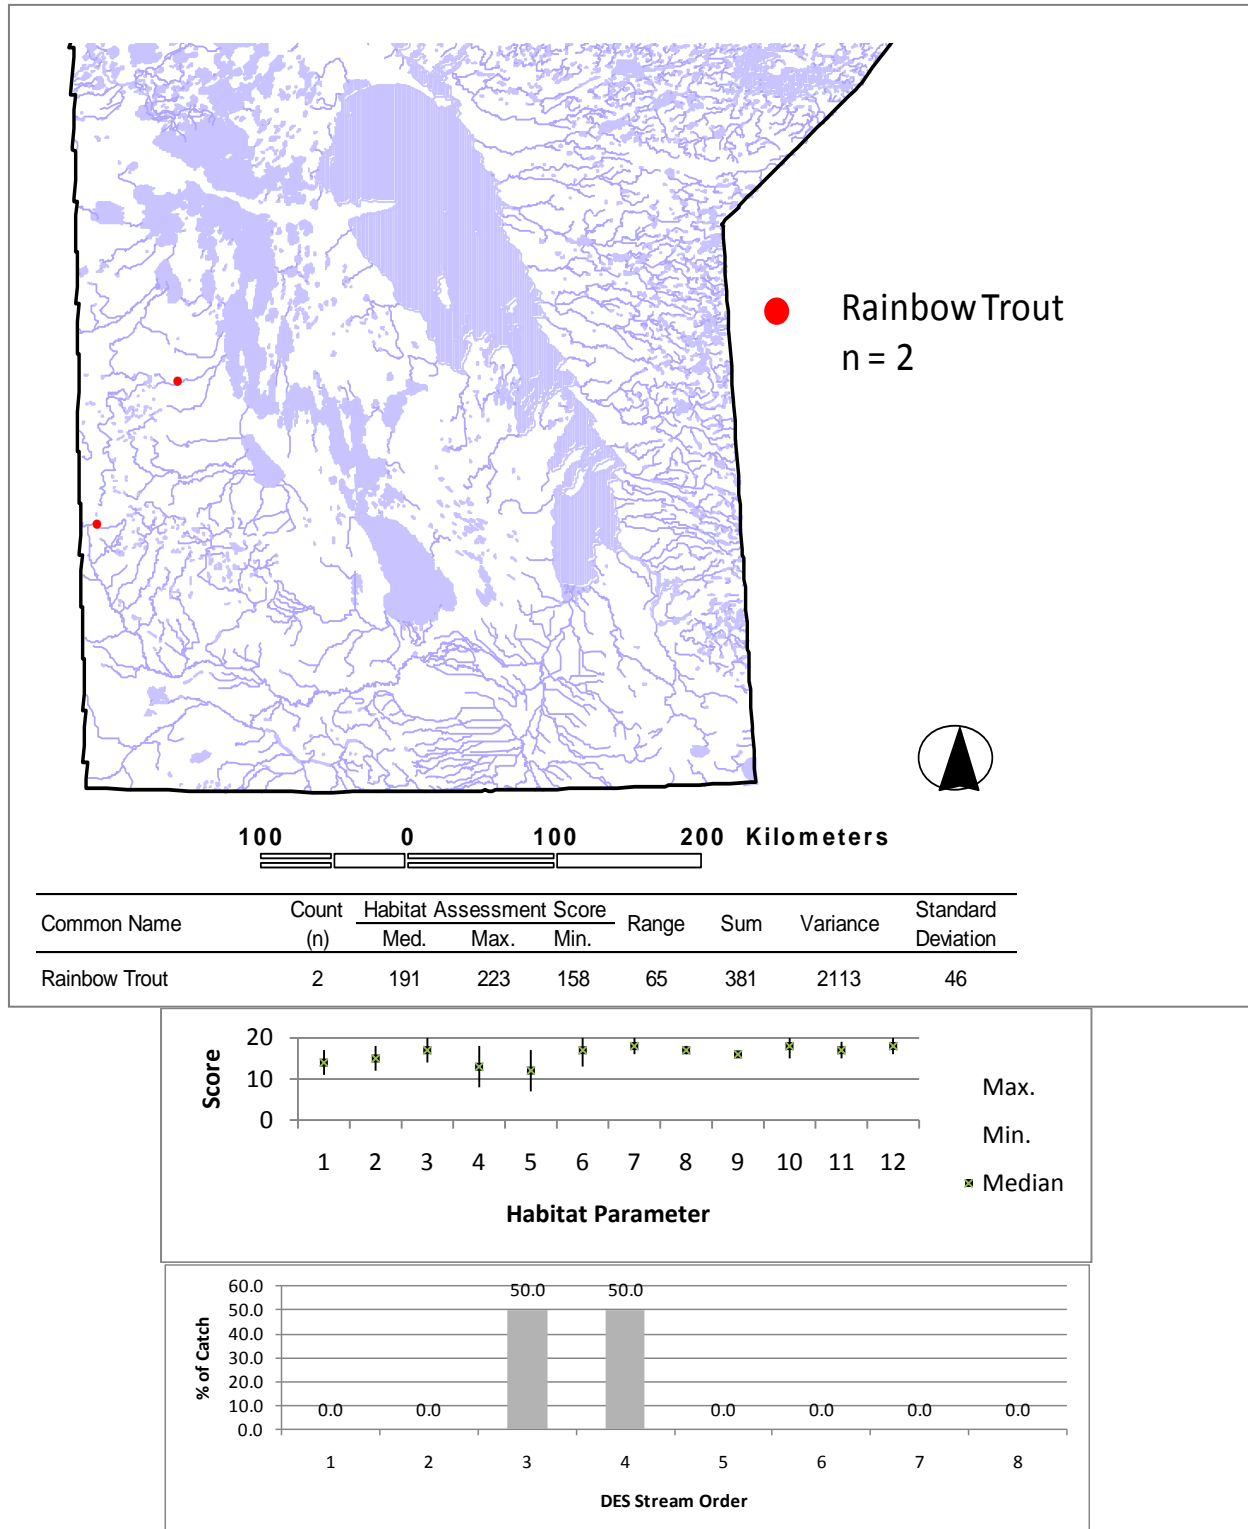 Rainbow Trout
n = 2
100 0 100 200 Kilometers
Common Name Count (n) Habitat Assessment Score Med. Max. Min. Range Sum Variance Standard Deviation
Rainbow Trout 2 191 223 158 65 381 2113 46
20
10
0
Score
1 2 3 4 5 6 7 8 9 10 11 12
Habitat Parameter
Max.
Min.
Median
60.0
50.0
40.0
30.0
20.0
10.0
0.0
% of Catch
0.0 0.0 50.0 50.0 0.0 0.0 0.0 0.0
1 2 3 4 5 6 7 8
DES Stream Order